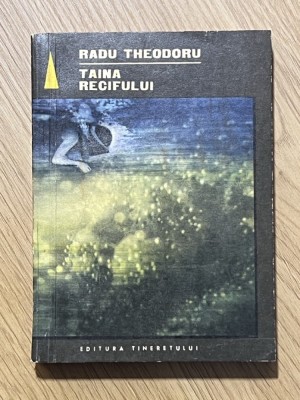 RADU THEODORU
TAINA
RECIFULUI
EDITURA TINERETULUI